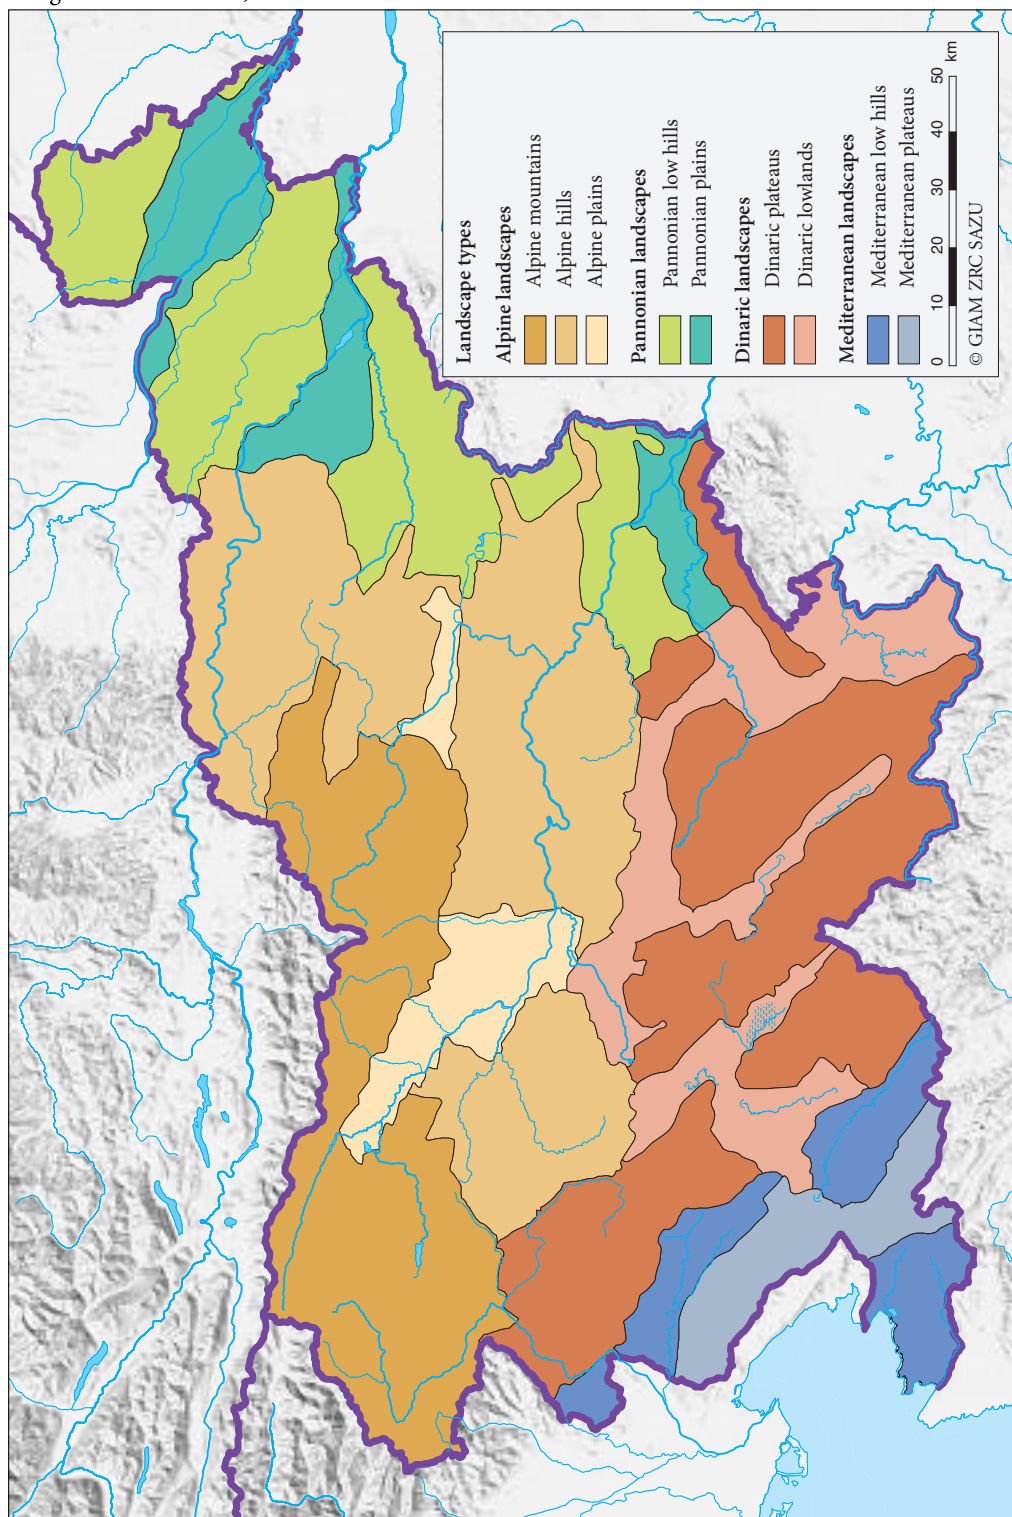 Landscape types
Alpine landscapes
Alpine mountains
Alpine hills
Alpine plains
Pannonian landscapes
Pannonian low hills
Pannonian plains
Dinaric landscapes
Dinaric plateaus
Dinaric lowlands
Mediterranean landscapes
Mediterranean low hills
Mediterranean plateaus
0 10 20 30 40 50 km
© GIAM ZRC SAZU